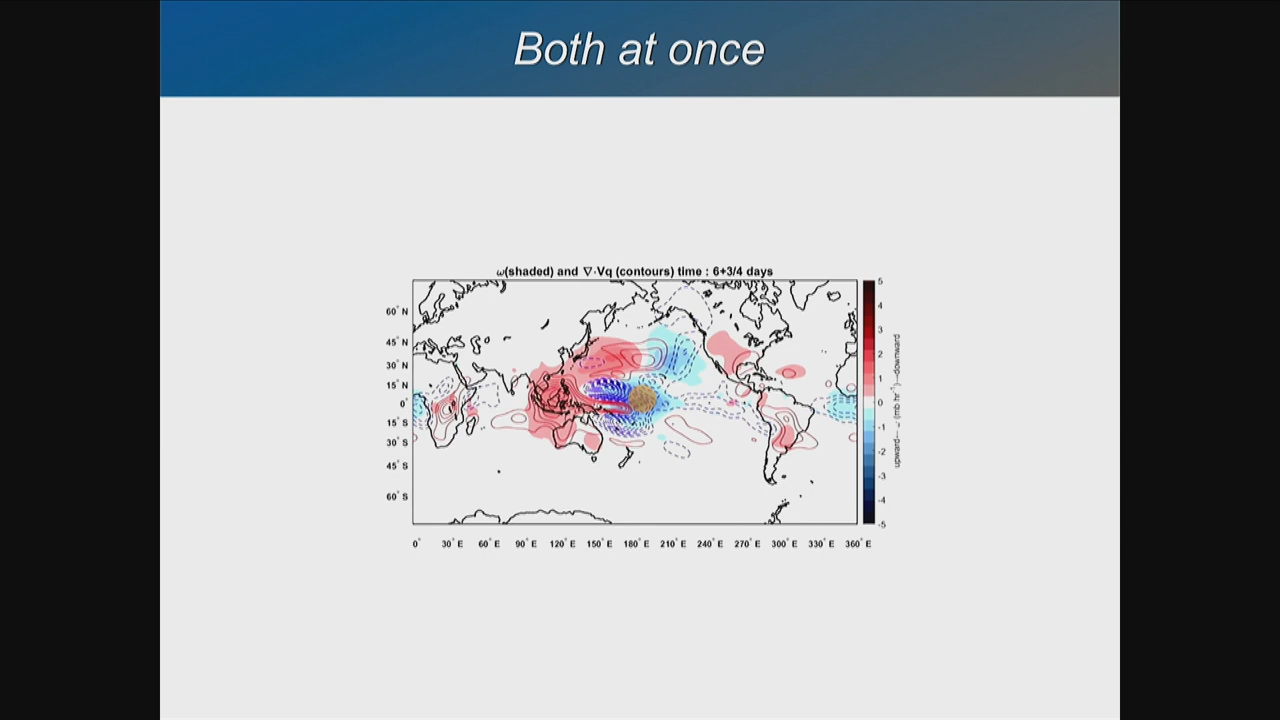 Both at once
ω(shaded) and ∇·Vq (contours) time : 6+3/4 days
60° N
45° N
30° N
15° N
0°
15° S
30° S
45° S
60° S
0° 30° E 60° E 90° E 120° E 150° E 180° E 210° E 240° E 270° E 300° E 330° E 360° E
5
4
3
2
1
0
-1
-2
-3
-4
-5
upward--- ω (mb hr⁻¹)---downward